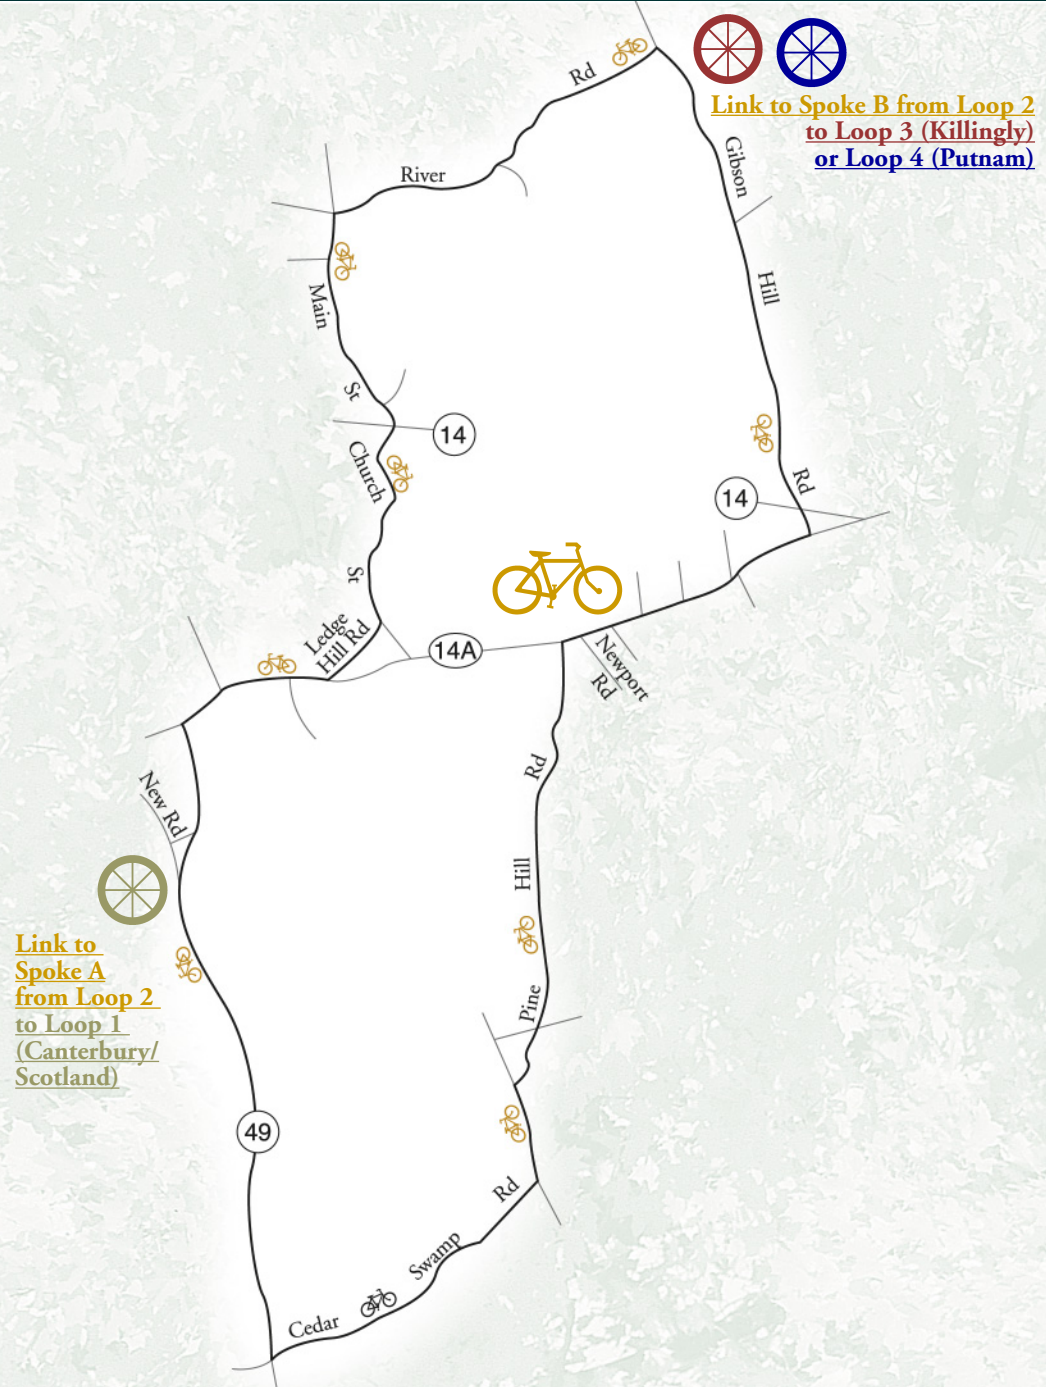 Rd
Link to Spoke B from Loop 2
to Loop 3 (Killingly)
or Loop 4 (Putnam)
Gibson
River
Hill
Main
St
14
Church
Rd
14
St
Ledge
Hill Rd
14A
Newport
Rd
Rd
New Rd
Hill
Link to
Spoke A
from Loop 2
to Loop 1
(Canterbury/
Scotland)
Pine
49
Rd
Swamp
Cedar